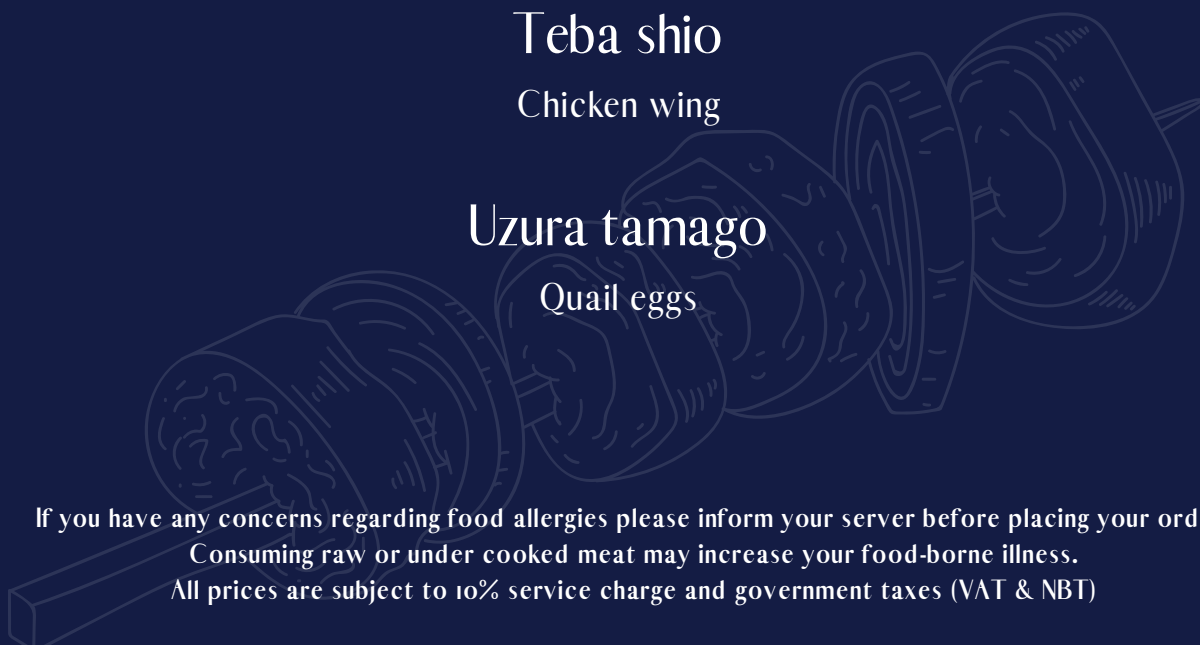 Teba shio
Chicken wing
Uzura tamago
Quail eggs
If you have any concerns regarding food allergies please inform your server before placing your ord
Consuming raw or under cooked meat may increase your food-borne illness.
All prices are subject to 10% service charge and government taxes (VAT & NBT)